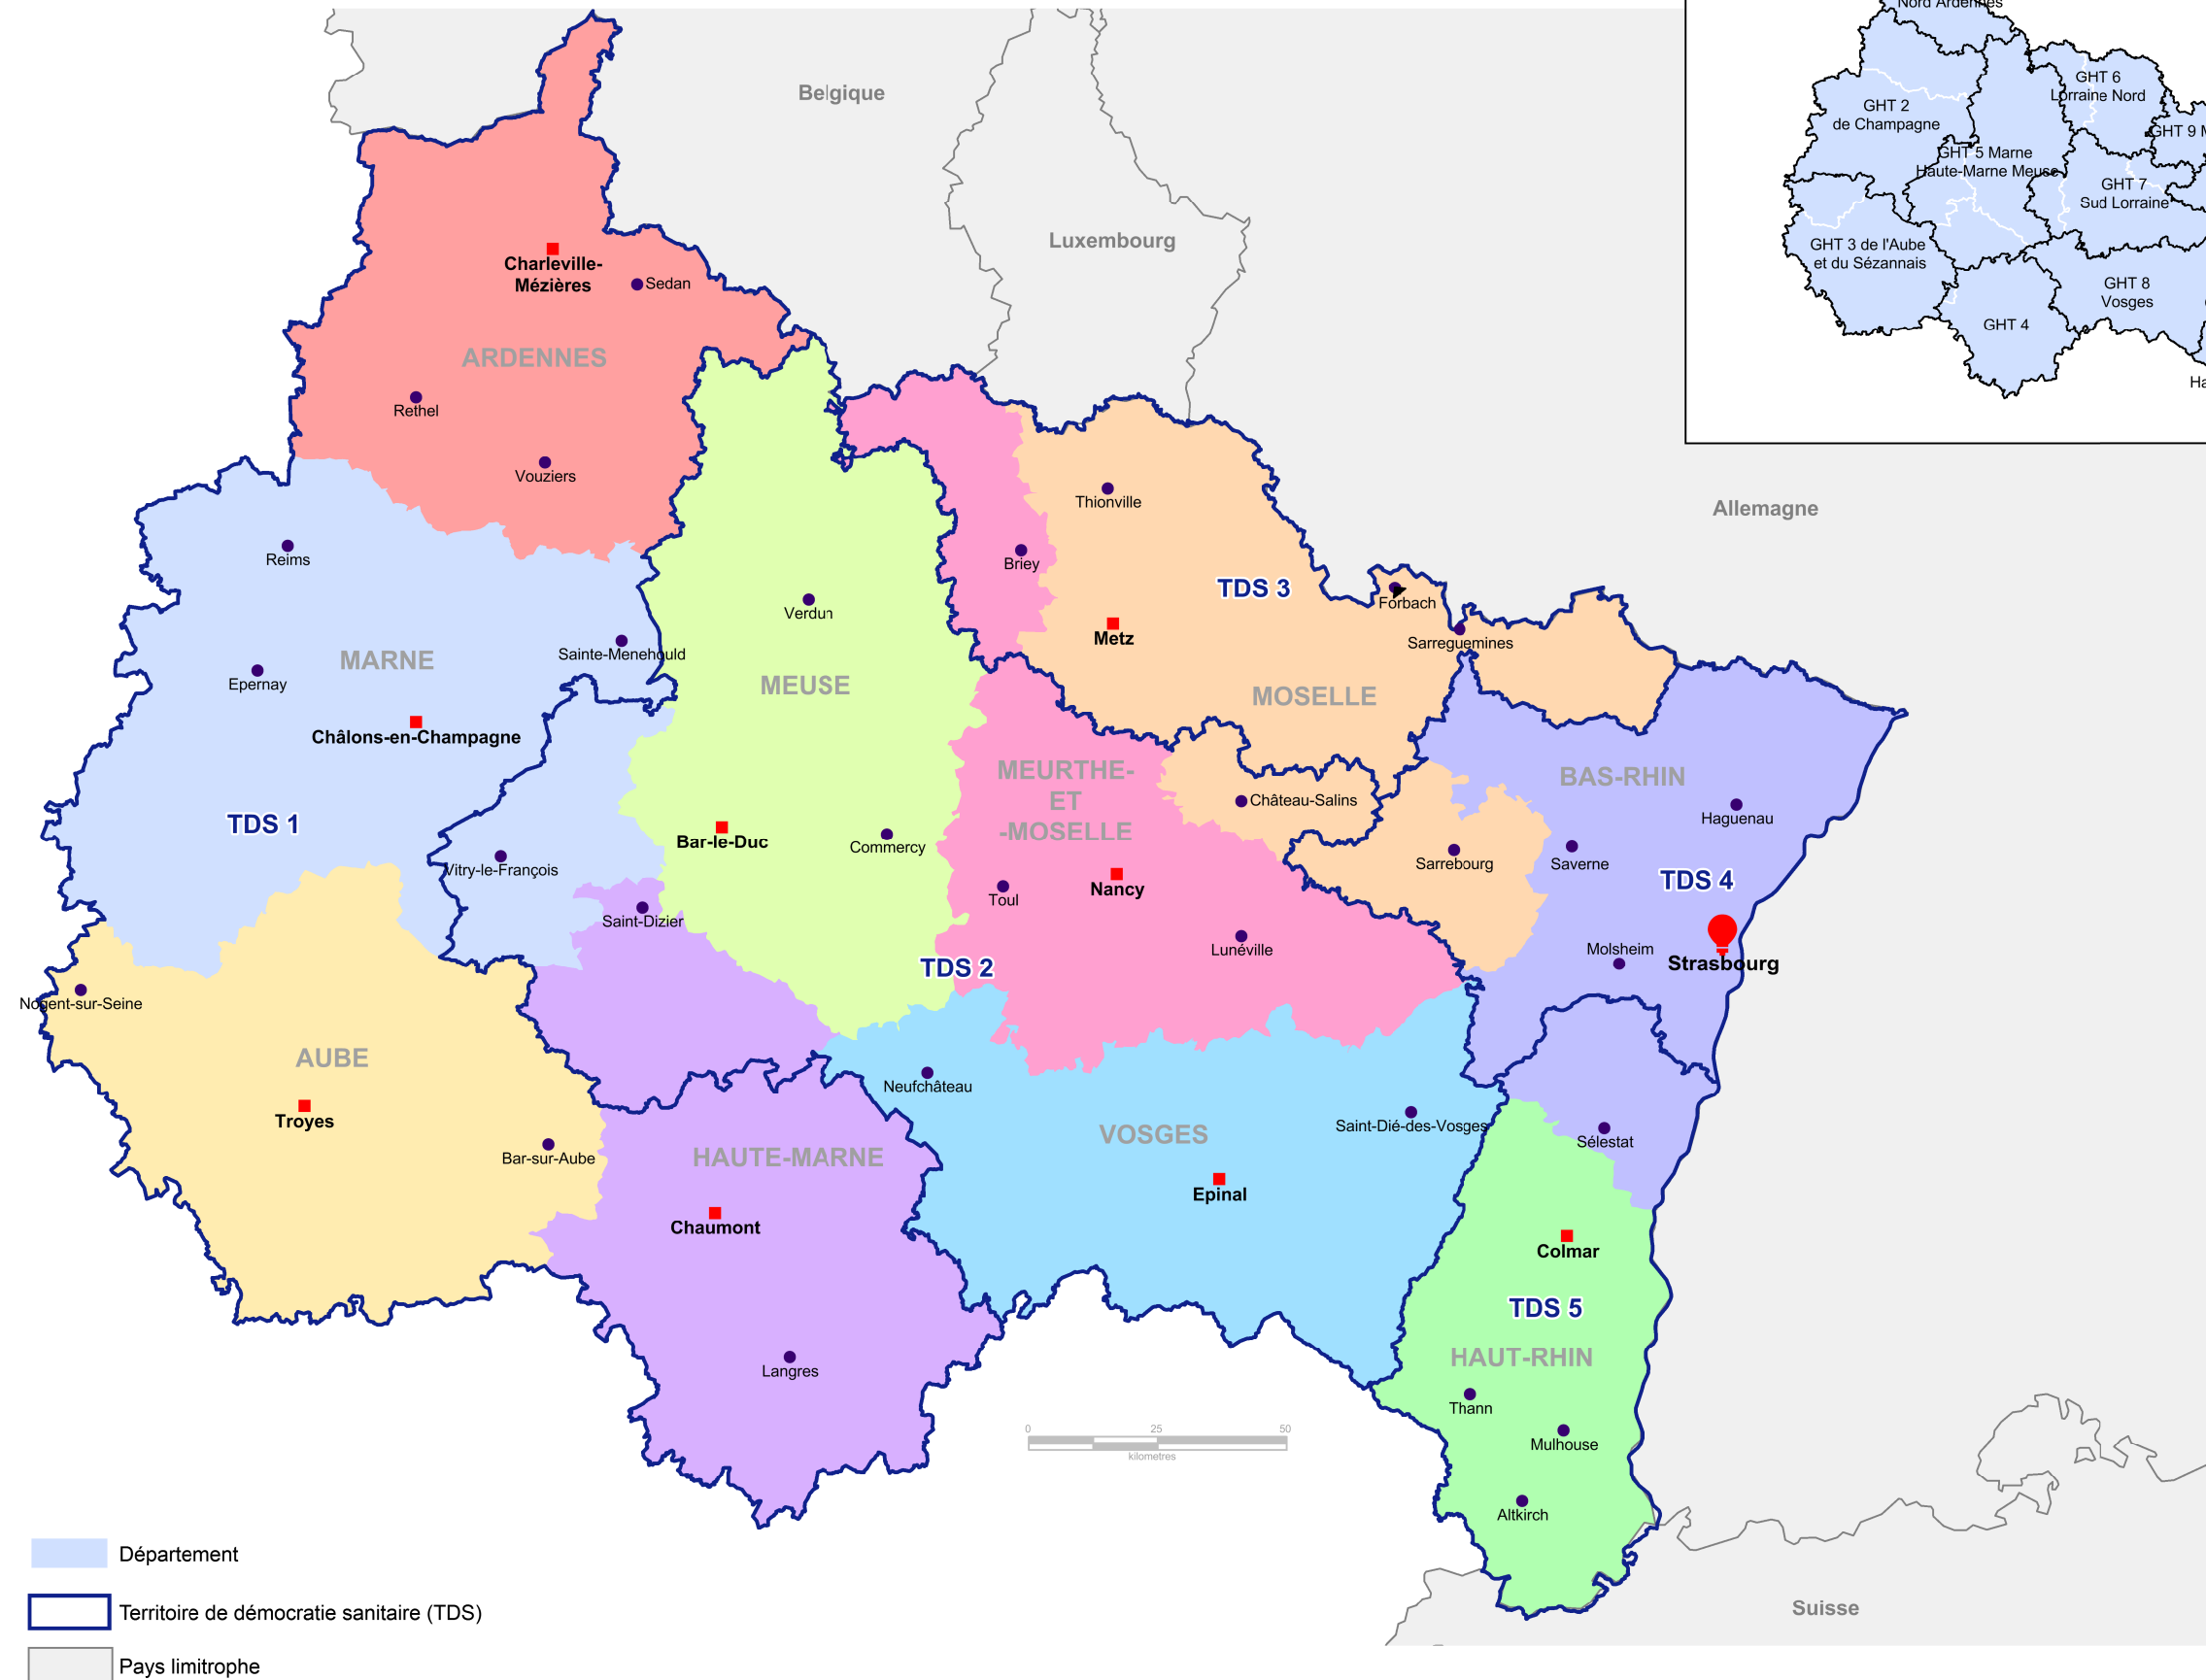 Nord Ardennes
GHT 6
Lorraine Nord
GHT 2
de Champagne
GHT 9 M
GHT 5 Marne
Haute-Marne Meuse
GHT 7
Sud Lorraine
GHT 3 de l'Aube
et du Sézannais
GHT 8
Vosges
GHT 4
Ha
Belgique
Luxembourg
Allemagne
Charleville-
Mézières
Sedan
ARDENNES
Rethel
Vouziers
Thionville
Reims
Briey
TDS 3
Forbach
Verdun
Metz
Sarreguemines
Sainte-Menehould
MARNE
Epernay
MEUSE
MOSELLE
Châlons-en-Champagne
MEURTHE-
ET
-MOSELLE
BAS-RHIN
Château-Salins
Haguenau
TDS 1
Bar-le-Duc
Commercy
Vitry-le-François
Sarrebourg
Saverne
TDS 4
Nancy
Toul
Saint-Dizier
Lunéville
Molsheim
Strasbourg
TDS 2
Nogent-sur-Seine
AUBE
Neufchâteau
Troyes
Saint-Dié-des-Vosges
VOSGES
Sélestat
Bar-sur-Aube
HAUTE-MARNE
Epinal
Chaumont
Colmar
TDS 5
HAUT-RHIN
Langres
Thann
0 25 50
kilometres
Mulhouse
Altkirch
Suisse
Département
Territoire de démocratie sanitaire (TDS)
Pays limitrophe